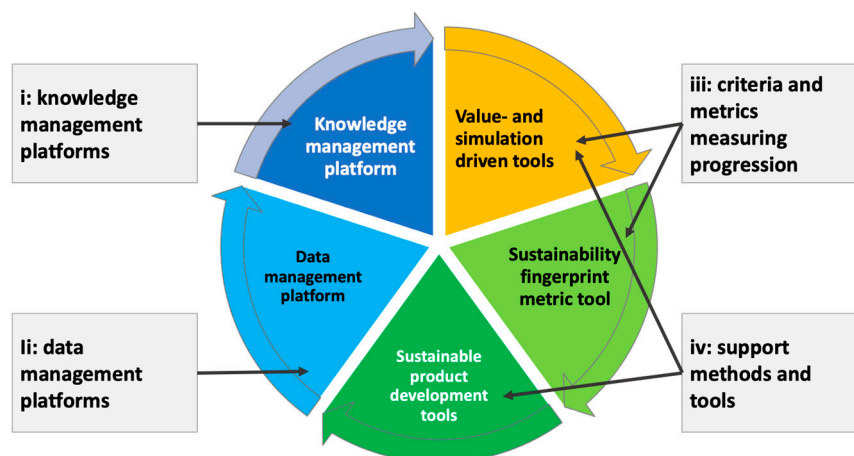 i: knowledge
management
platforms
Knowledge
management
platform
Value- and
simulation
driven tools
iii: criteria and
metrics
measuring
progression
Data
management
platform
Sustainability
fingerprint
metric tool
Ii: data
management
platforms
Sustainable
product
development
tools
iv: support
methods and
tools